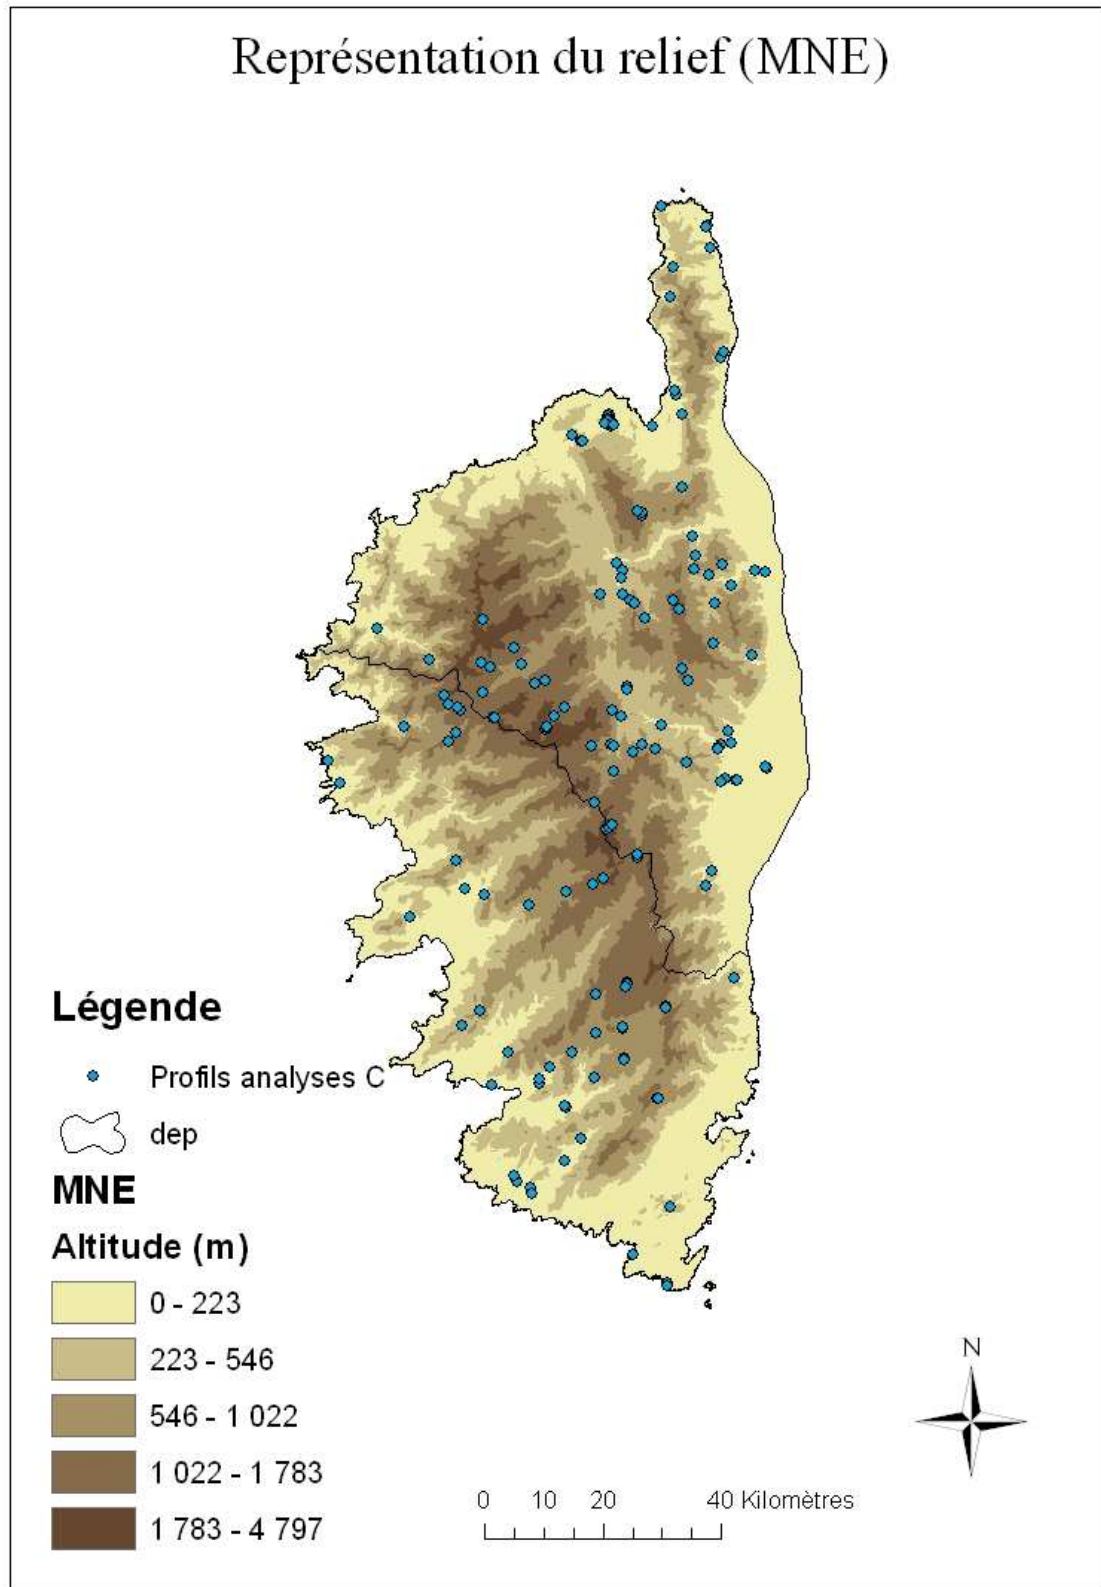 Représentation du relief (MNE)
Légende
Profils analyses C
dep
MNE
Altitude (m)
0 - 223
223 - 546
546 - 1 022
1 022 - 1 783
1 783 - 4 797
N
0 10 20 40 Kilomètres